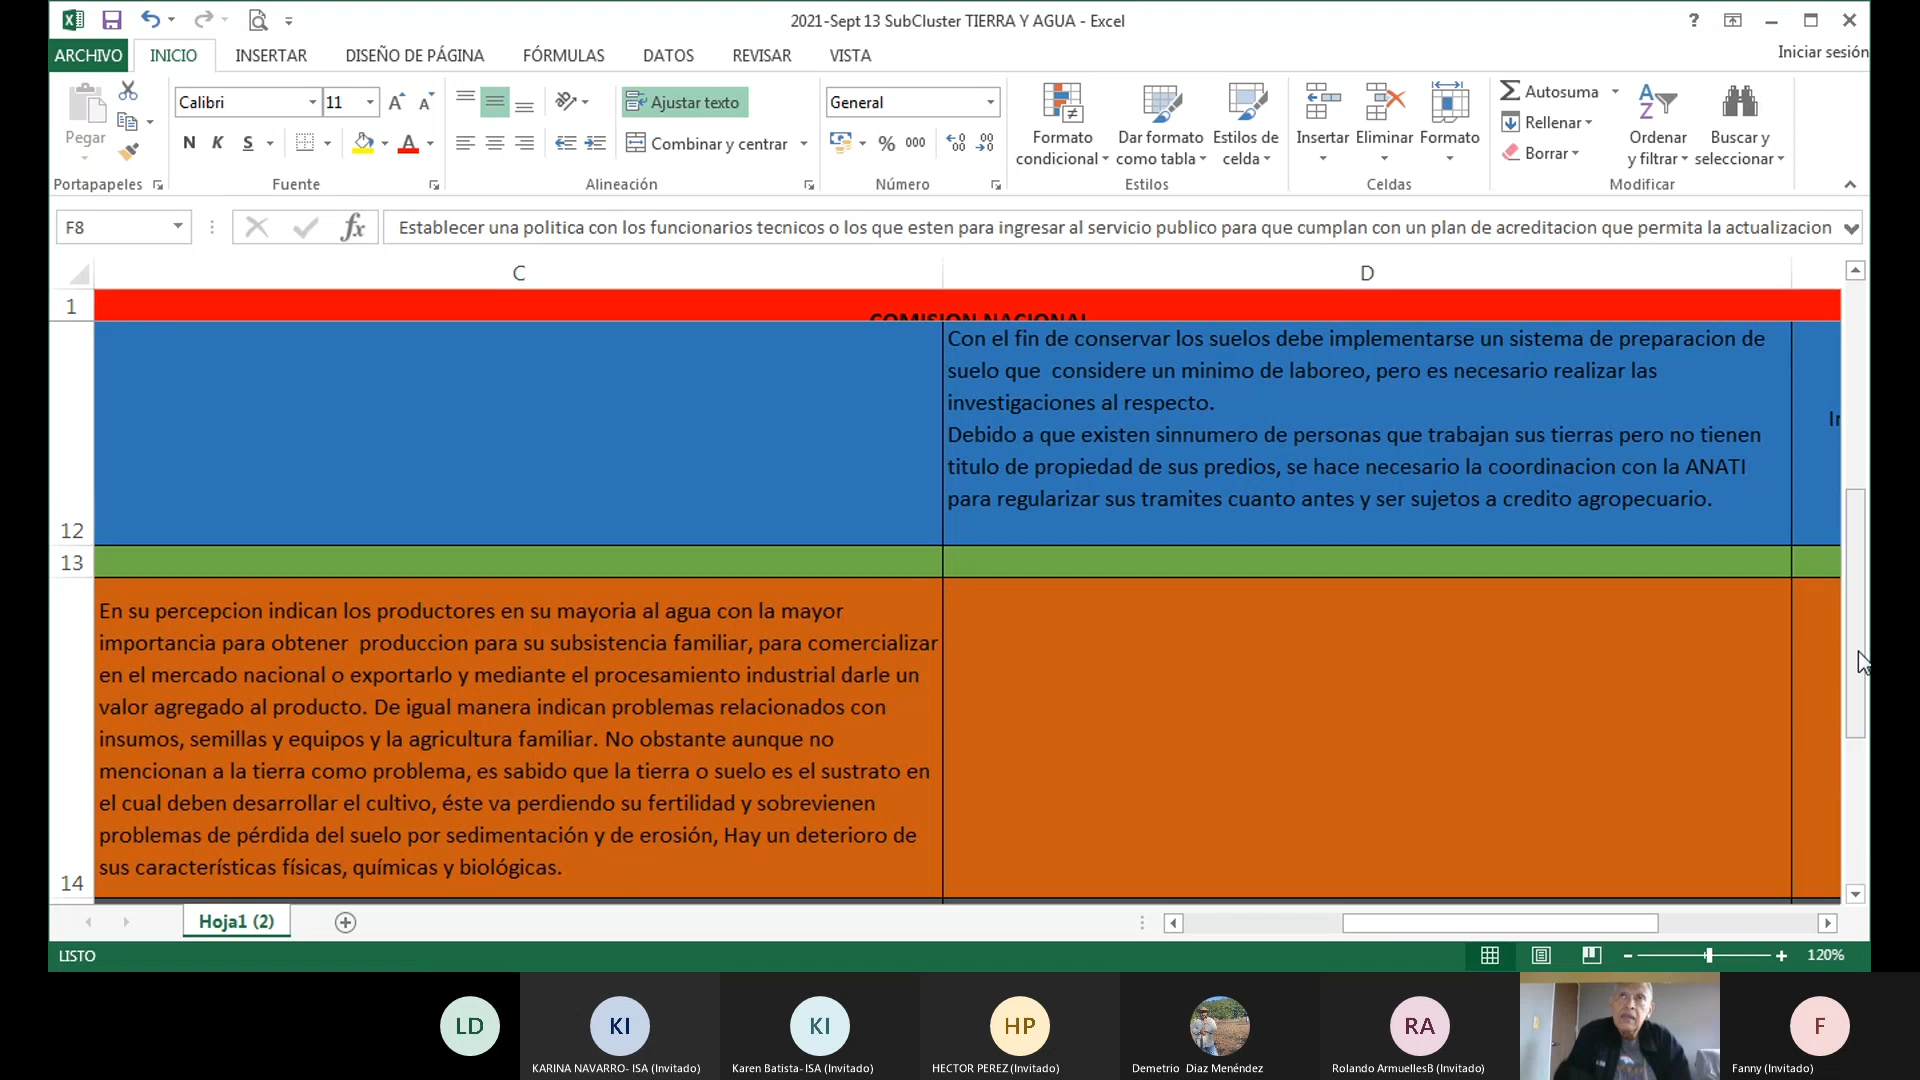 2021-Sept 13 SubCluster TIERRA Y AGUA - Excel
Iniciar sesión
ARCHIVO INICIO INSERTAR DISEÑO DE PÁGINA FÓRMULAS DATOS REVISAR VISTA
Calibri 11 Ajustar texto General
Pegar N K S Combinar y centrar % 000
Formato condicional
Dar formato como tabla
Estilos de celda
Insertar Eliminar Formato
Autosuma
Rellenar
Borrar
Ordenar y filtrar
Buscar y seleccionar
Portapapeles Fuente Alineación Número Estilos Celdas Modificar
F8 fx Establecer una politica con los funcionarios tecnicos o los que esten para ingresar al servicio publico para que cumplan con un plan de acreditacion que permita la actualizacion
C D
1
COMISION NACIONAL
Con el fin de conservar los suelos debe implementarse un sistema de preparacion de
suelo que  considere un minimo de laboreo, pero es necesario realizar las
investigaciones al respecto.
Debido a que existen sinnumero de personas que trabajan sus tierras pero no tienen
titulo de propiedad de sus predios, se hace necesario la coordinacion con la ANATI
para regularizar sus tramites cuanto antes y ser sujetos a credito agropecuario.
12
13
En su percepcion indican los productores en su mayoria al agua con la mayor
importancia para obtener  produccion para su subsistencia familiar, para comercializar
en el mercado nacional o exportarlo y mediante el procesamiento industrial darle un
valor agregado al producto. De igual manera indican problemas relacionados con
insumos, semillas y equipos y la agricultura familiar. No obstante aunque no
mencionan a la tierra como problema, es sabido que la tierra o suelo es el sustrato en
el cual deben desarrollar el cultivo, éste va perdiendo su fertilidad y sobrevienen
problemas de pérdida del suelo por sedimentación y de erosión, Hay un deterioro de
sus características físicas, químicas y biológicas.
14
Hoja1 (2)
LISTO 120%
LD KI KI HP RA F
KARINA NAVARRO- ISA (Invitado) Karen Batista- ISA (Invitado) HECTOR PEREZ (Invitado) Demetrio Diaz Menéndez Rolando ArmuellesB (Invitado) Fanny (Invitado)